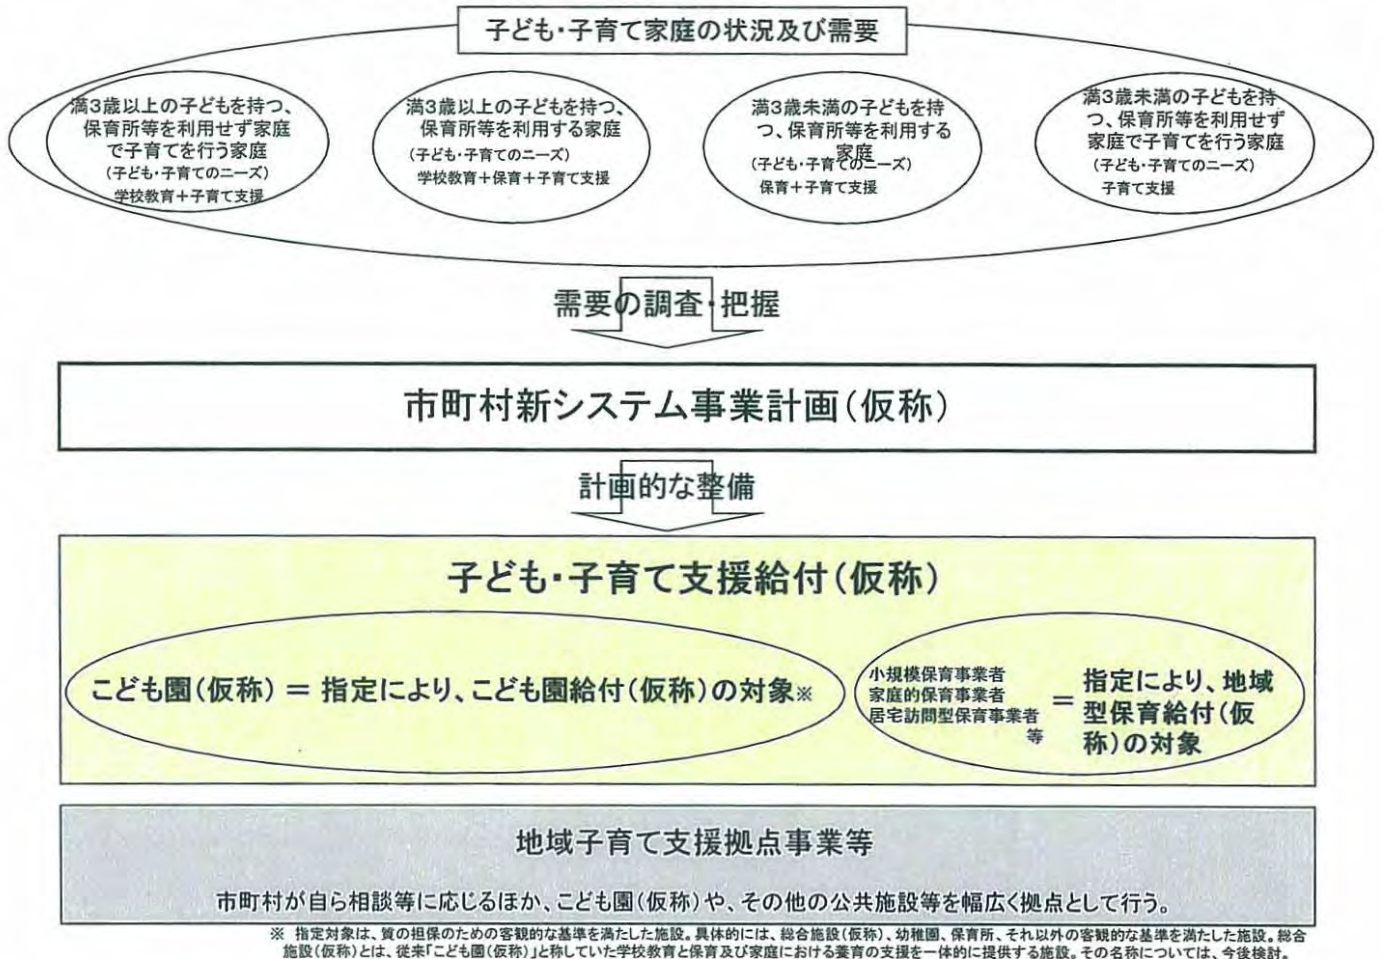 子ども・子育て家庭の状況及び需要
満3歳以上の子どもを持つ、
保育所等を利用せず家庭
で子育てを行う家庭
(子ども・子育てのニーズ)
学校教育+子育て支援
満3歳以上の子どもを持つ、
保育所等を利用する家庭
(子ども・子育てのニーズ)
学校教育+保育+子育て支援
満3歳未満の子どもを持
つ、保育所等を利用する
家庭
(子ども・子育てのニーズ)
保育+子育て支援
満3歳未満の子どもを持
つ、保育所等を利用せず
家庭で子育てを行う家庭
(子ども・子育てのニーズ)
子育て支援
需要の調査・把握
市町村新システム事業計画(仮称)
計画的な整備
子ども・子育て支援給付(仮称)
こども園(仮称) = 指定により、こども園給付(仮称)の対象※
小規模保育事業者
家庭的保育事業者
居宅訪問型保育事業者
等
=
指定により、地域
型保育給付(仮
称)の対象
地域子育て支援拠点事業等
市町村が自ら相談等に応じるほか、こども園(仮称)や、その他の公共施設等を幅広く拠点として行う。
※ 指定対象は、質の担保のための客観的な基準を満たした施設。具体的には、総合施設(仮称)、幼稚園、保育所、それ以外の客観的な基準を満たした施設。総合
施設(仮称)とは、従来「こども園(仮称)」と称していた学校教育と保育及び家庭における養育の支援を一体的に提供する施設。その名称については、今後検討。